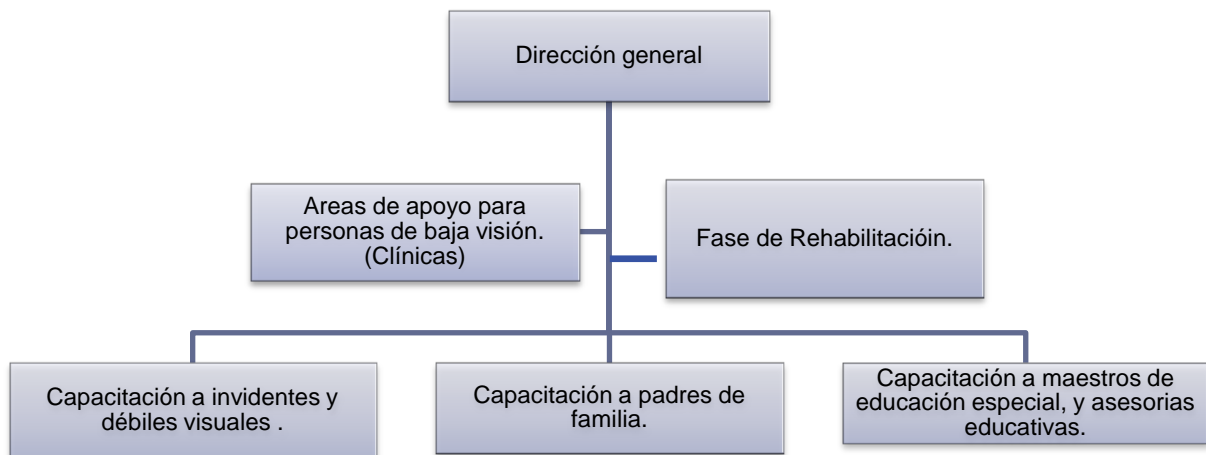 Dirección general
Areas de apoyo para
personas de baja visión.
(Clínicas)
Fase de Rehabilitacióin.
Capacitación a invidentes y
débiles visuales .
Capacitación a padres de
familia.
Capacitación a maestros de
educación especial, y asesorias
educativas.